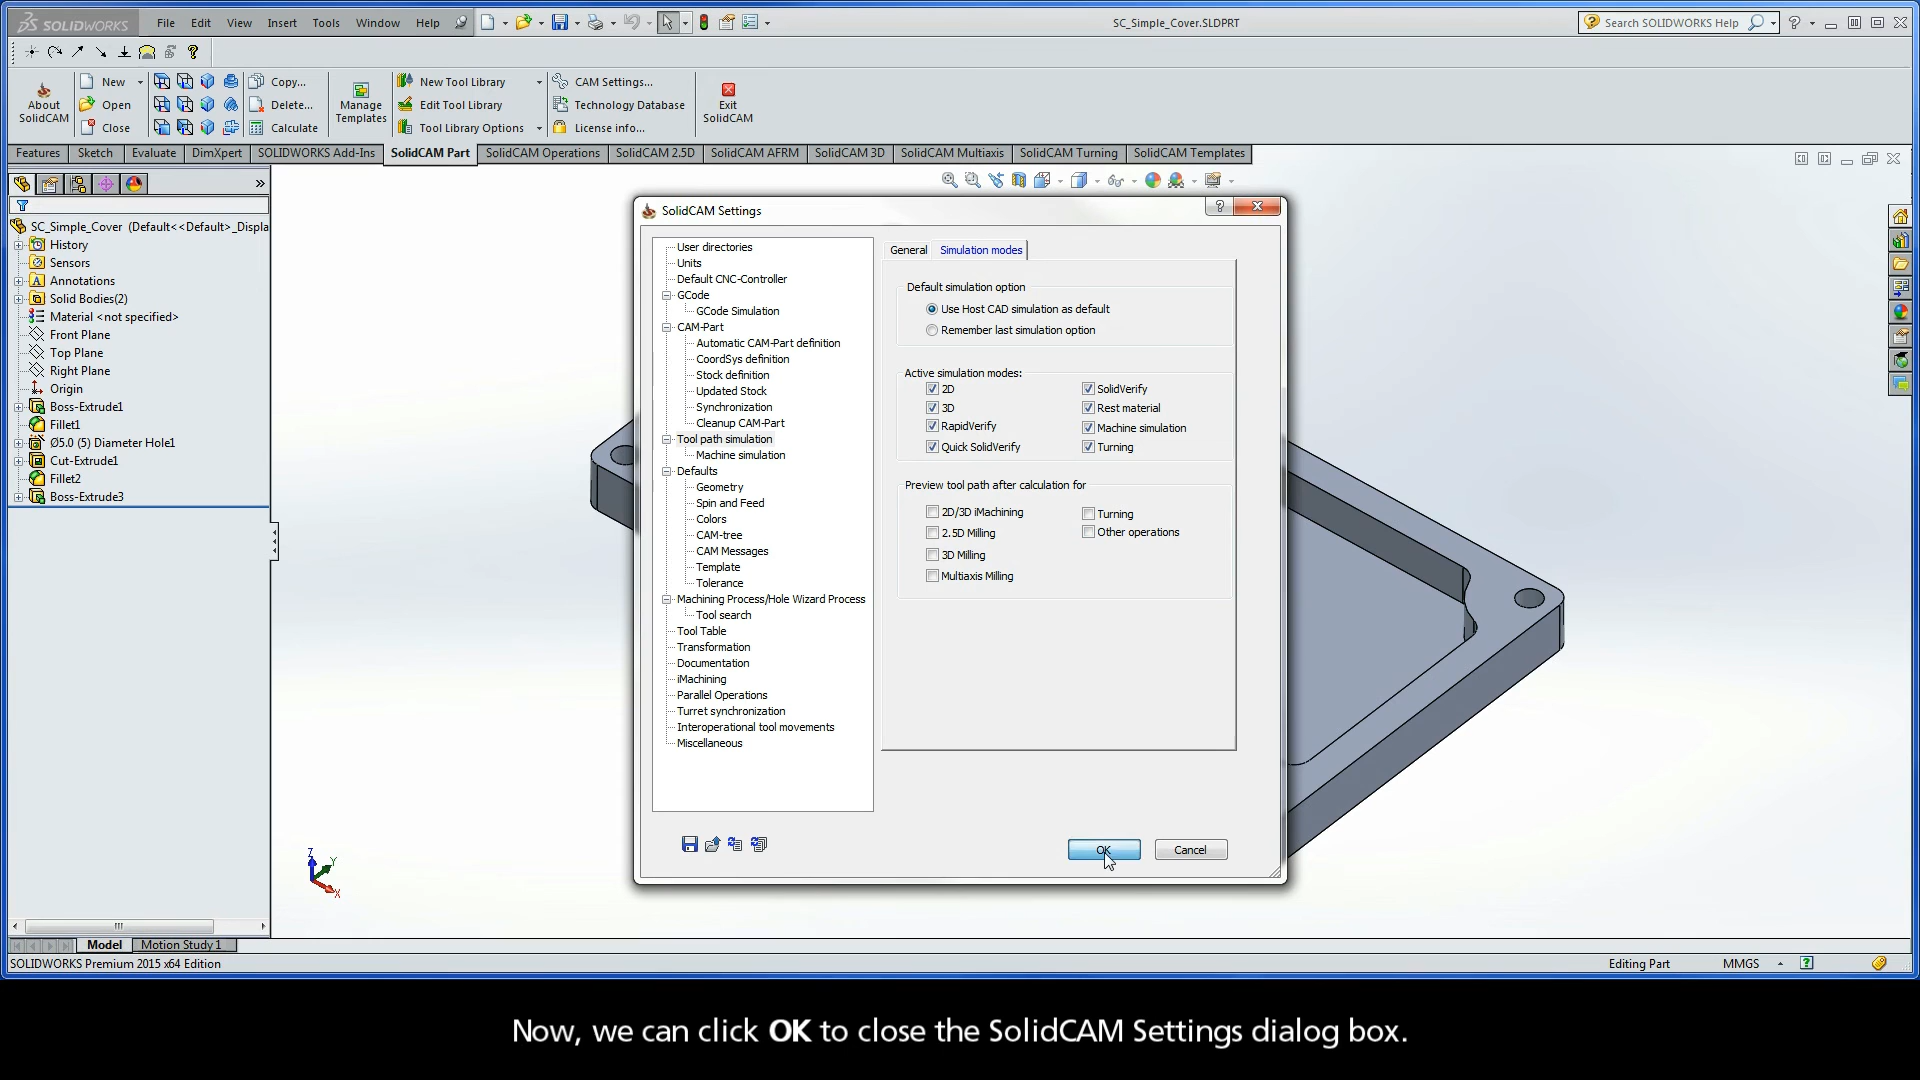 SOLIDWORKS
File Edit View Insert Tools Window Help
SC_Simple_Cover.SLDPRT
Search SOLIDWORKS Help
About SolidCAM
New
Open
Close
Copy...
Delete...
Calculate
Manage Templates
New Tool Library
Edit Tool Library
Tool Library Options
CAM Settings...
Technology Database
License info...
Exit SolidCAM
Features Sketch Evaluate DimXpert SOLIDWORKS Add-Ins SolidCAM Part SolidCAM Operations SolidCAM 2.5D SolidCAM AFRM SolidCAM 3D SolidCAM Multiaxis SolidCAM Turning SolidCAM Templates
SC_Simple_Cover (Default<<Default>_Displa
History
Sensors
Annotations
Solid Bodies(2)
Material <not specified>
Front Plane
Top Plane
Right Plane
Origin
Boss-Extrude1
Fillet1
Ø5.0 (5) Diameter Hole1
Cut-Extrude1
Fillet2
Boss-Extrude3
SolidCAM Settings
User directories
Units
Default CNC-Controller
GCode
GCode Simulation
CAM-Part
Automatic CAM-Part definition
CoordSys definition
Stock definition
Updated Stock
Synchronization
Cleanup CAM-Part
Tool path simulation
Machine simulation
Defaults
Geometry
Spin and Feed
Colors
CAM-tree
CAM Messages
Template
Tolerance
Machining Process/Hole Wizard Process
Tool search
Tool Table
Transformation
Documentation
iMachining
Parallel Operations
Turret synchronization
Interoperational tool movements
Miscellaneous
General Simulation modes
Default simulation option
Use Host CAD simulation as default
Remember last simulation option
Active simulation modes:
2D SolidVerify
3D Rest material
RapidVerify Machine simulation
Quick SolidVerify Turning
Preview tool path after calculation for
2D/3D iMachining Turning
2.5D Milling Other operations
3D Milling
Multiaxis Milling
OK Cancel
Z
Y
X
Model Motion Study 1
SOLIDWORKS Premium 2015 x64 Edition
Editing Part MMGS
Now, we can click OK to close the SolidCAM Settings dialog box.